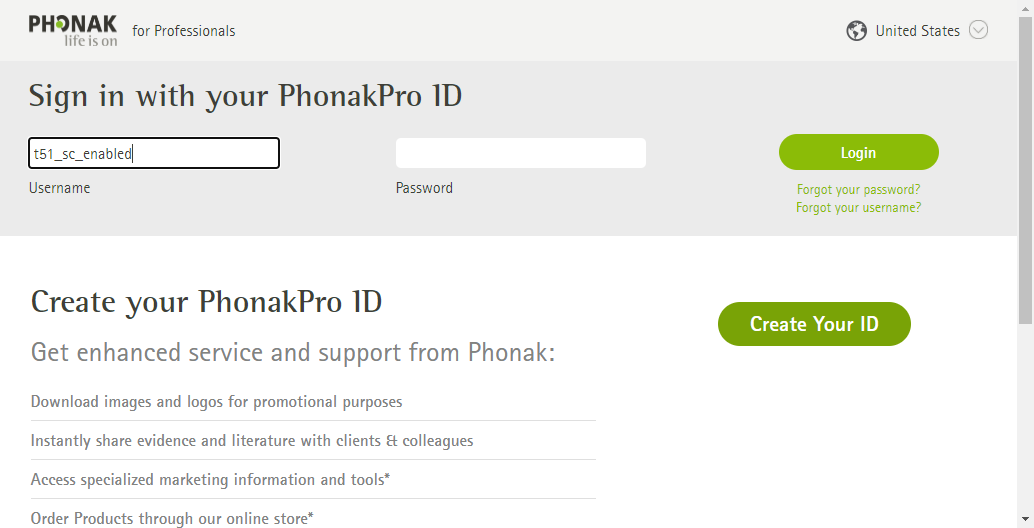 PHONAK
life is on
for Professionals
United States
Sign in with your PhonakPro ID
t51_sc_enabled
Login
Username
Password
Forgot your password?
Forgot your username?
Create your PhonakPro ID
Create Your ID
Get enhanced service and support from Phonak:
Download images and logos for promotional purposes
Instantly share evidence and literature with clients & colleagues
Access specialized marketing information and tools*
Order Products through our online store*